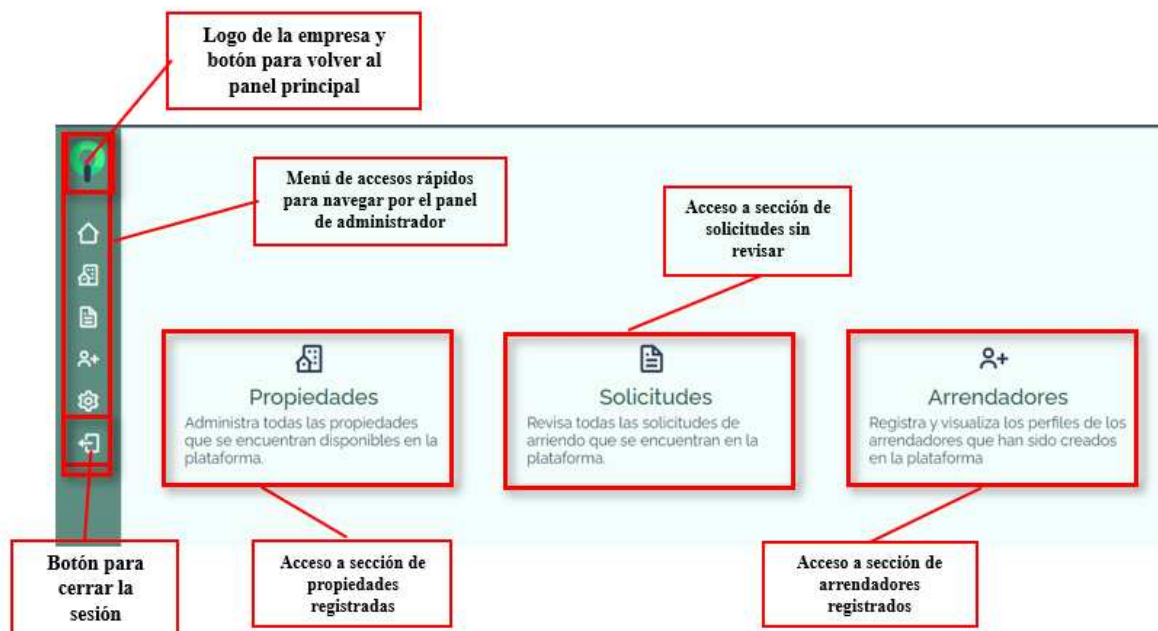 Logo de la empresa y
botón para volver al
panel principal
Menú de accesos rápidos
para navegar por el panel
de administrador
Acceso a sección de
solicitudes sin
revisar
Propiedades
Administra todas las propiedades
que se encuentran disponibles en la
plataforma.
Solicitudes
Revisa todas las solicitudes de
arriendo que se encuentran en la
plataforma.
Arrendadores
Registra y visualiza los perfiles de los
arrendadores que han sido creados
en la plataforma
Botón para
cerrar la
sesión
Acceso a sección de
propiedades
registradas
Acceso a sección de
arrendadores
registrados